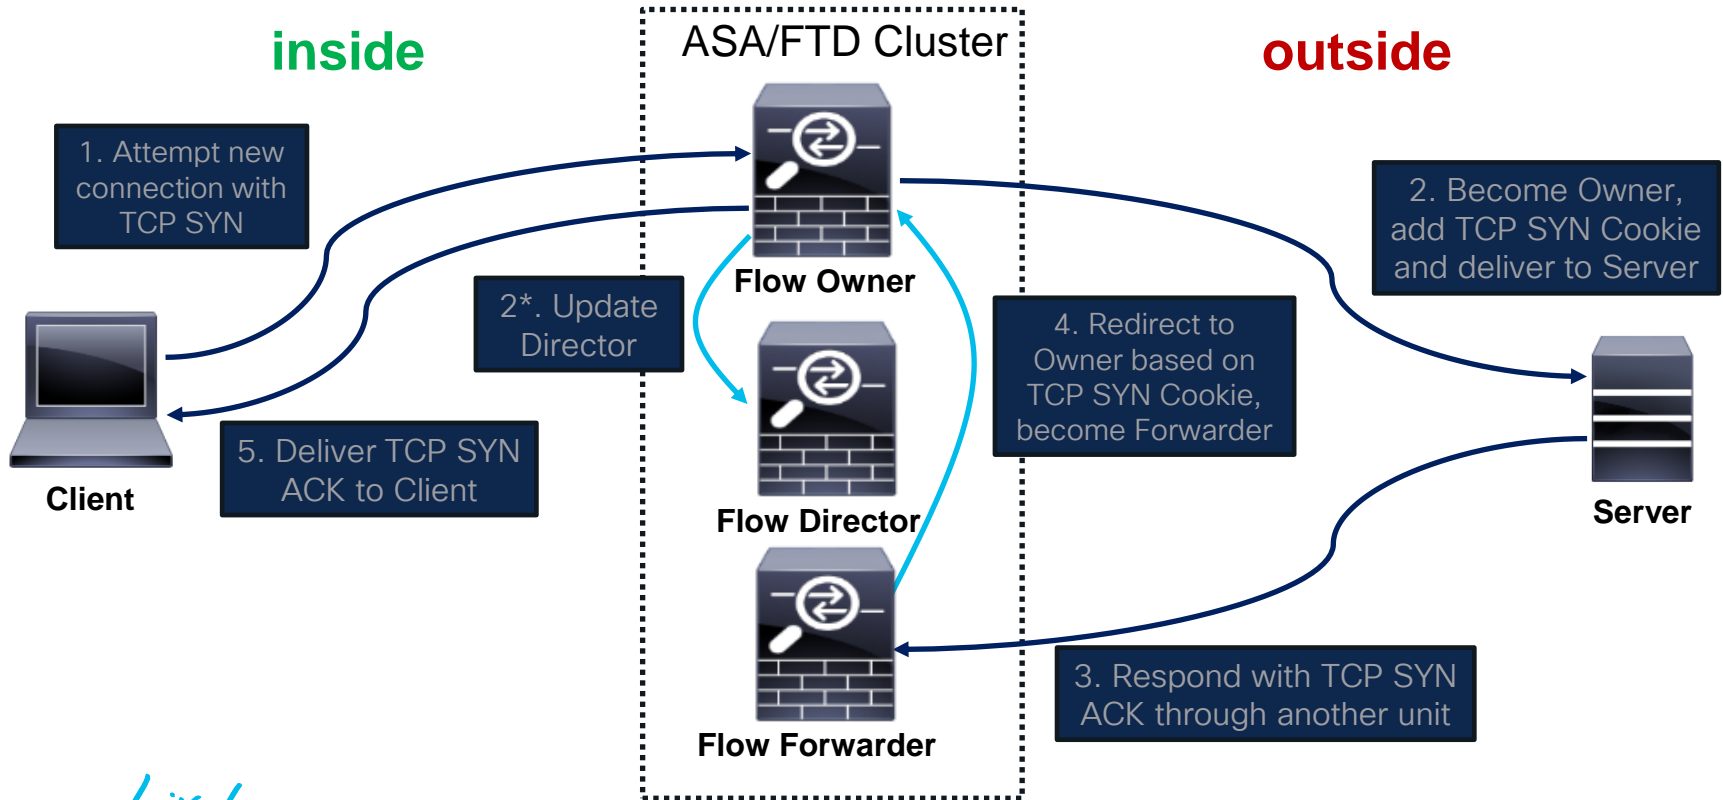 inside
ASA/FTD Cluster
outside
1. Attempt new
connection with
TCP SYN
2. Become Owner,
add TCP SYN Cookie
and deliver to Server
Flow Owner
2*. Update
Director
4. Redirect to
Owner based on
TCP SYN Cookie,
become Forwarder
5. Deliver TCP SYN
ACK to Client
Client
Flow Director
Server
3. Respond with TCP SYN
ACK through another unit
Flow Forwarder